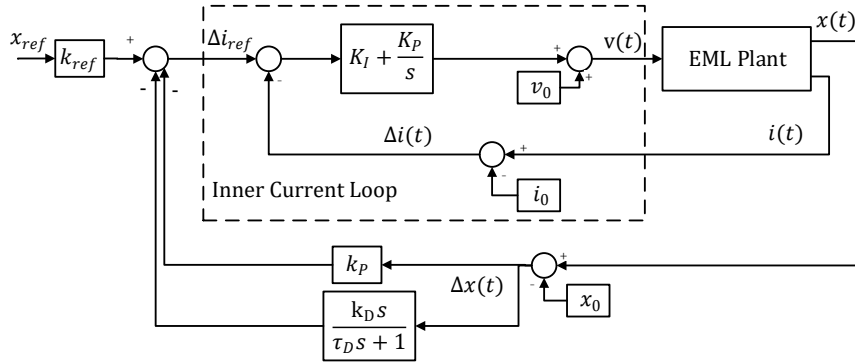 x_ref
k_ref
+
-
-
Δi_ref
-
K_I + K_P/s
+
+
v_0
v(t)
EML Plant
x(t)
i(t)
Δi(t)
+
-
i_0
Inner Current Loop
k_P
Δx(t)
+
-
x_0
k_D s
τ_D s + 1